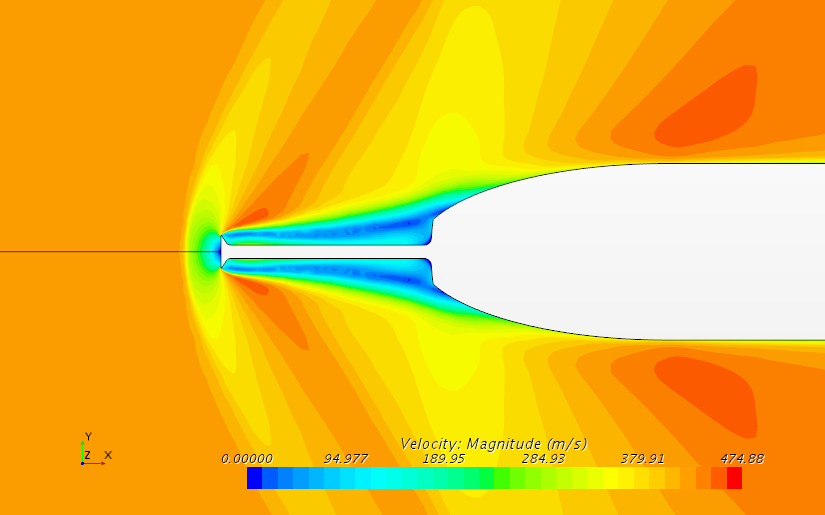 Y
Z X
Velocity: Magnitude (m/s)
0.00000 94.977 189.95 284.93 379.91 474.88